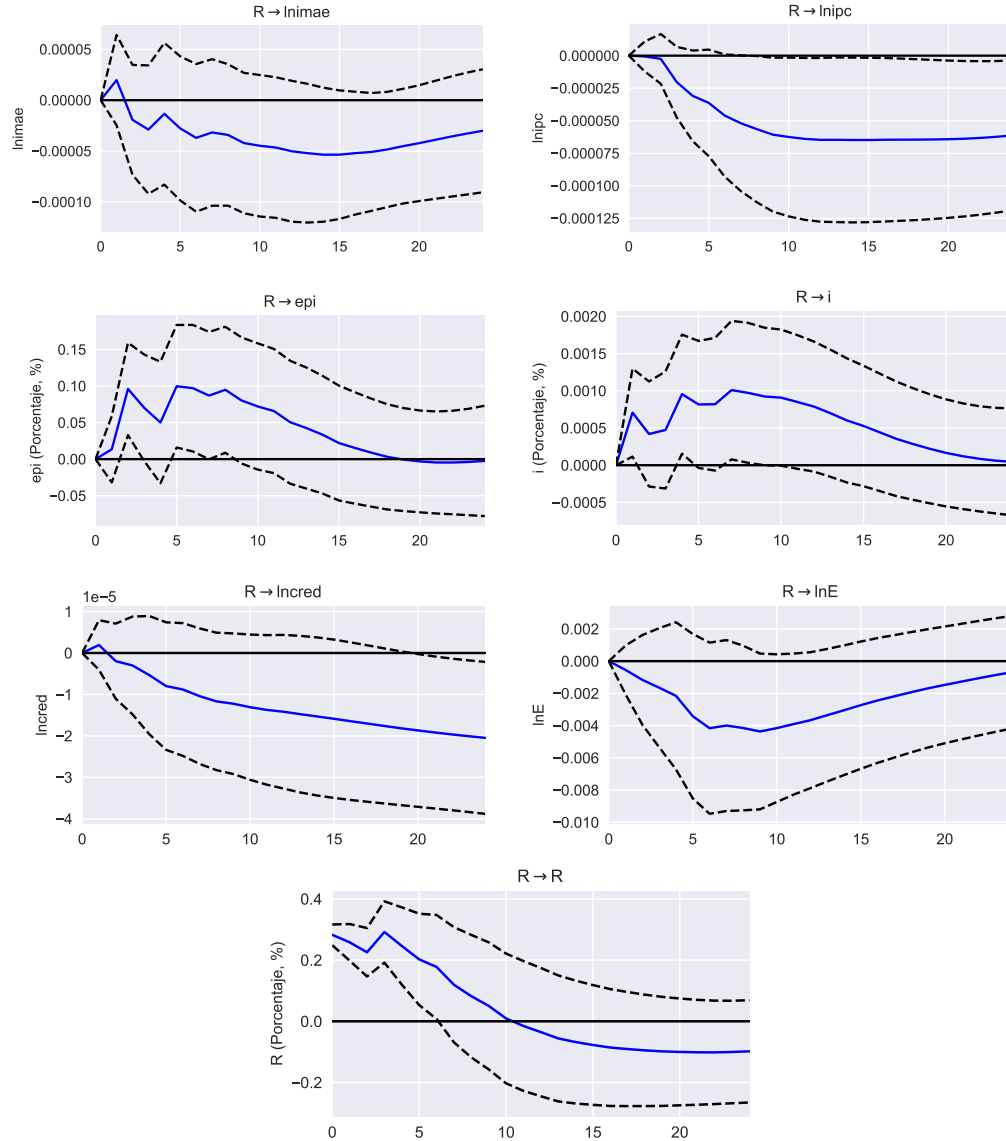 R → lnimae
lnimae
0.00005
0.00000
−0.00005
−0.00010
0 5 10 15 20
R → lnipc
lnipc
0.000000
−0.000025
−0.000050
−0.000075
−0.000100
−0.000125
0 5 10 15 20
R → epi
epi (Porcentaje, %)
0.15
0.10
0.05
0.00
−0.05
0 5 10 15 20
R → i
i (Porcentaje, %)
0.0020
0.0015
0.0010
0.0005
0.0000
−0.0005
0 5 10 15 20
R → lncred
1e−5
lncred
1
0
−1
−2
−3
−4
0 5 10 15 20
R → lnE
lnE
0.002
0.000
−0.002
−0.004
−0.006
−0.008
−0.010
0 5 10 15 20
R → R
R (Porcentaje, %)
0.4
0.2
0.0
−0.2
0 5 10 15 20